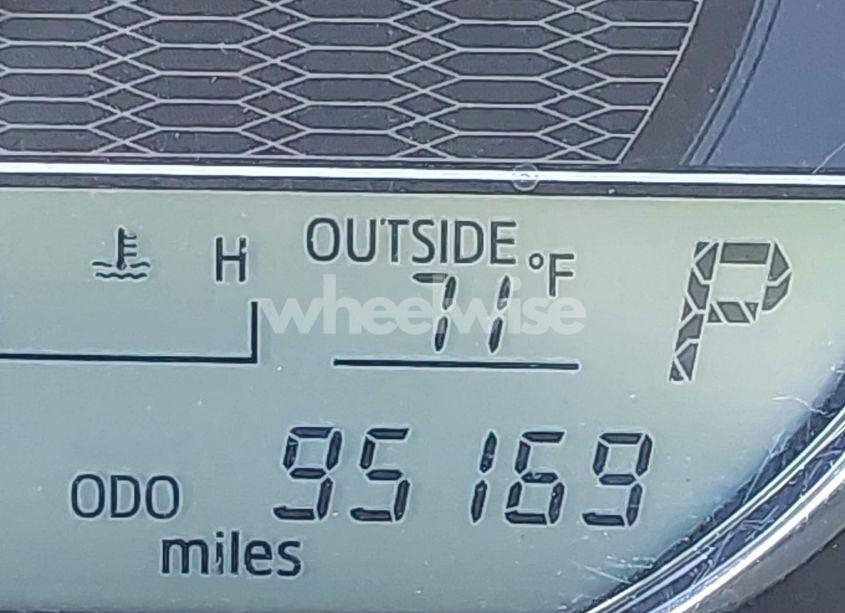 H OUTSIDE
71 °F P
wheelwise
ODO 95169
miles